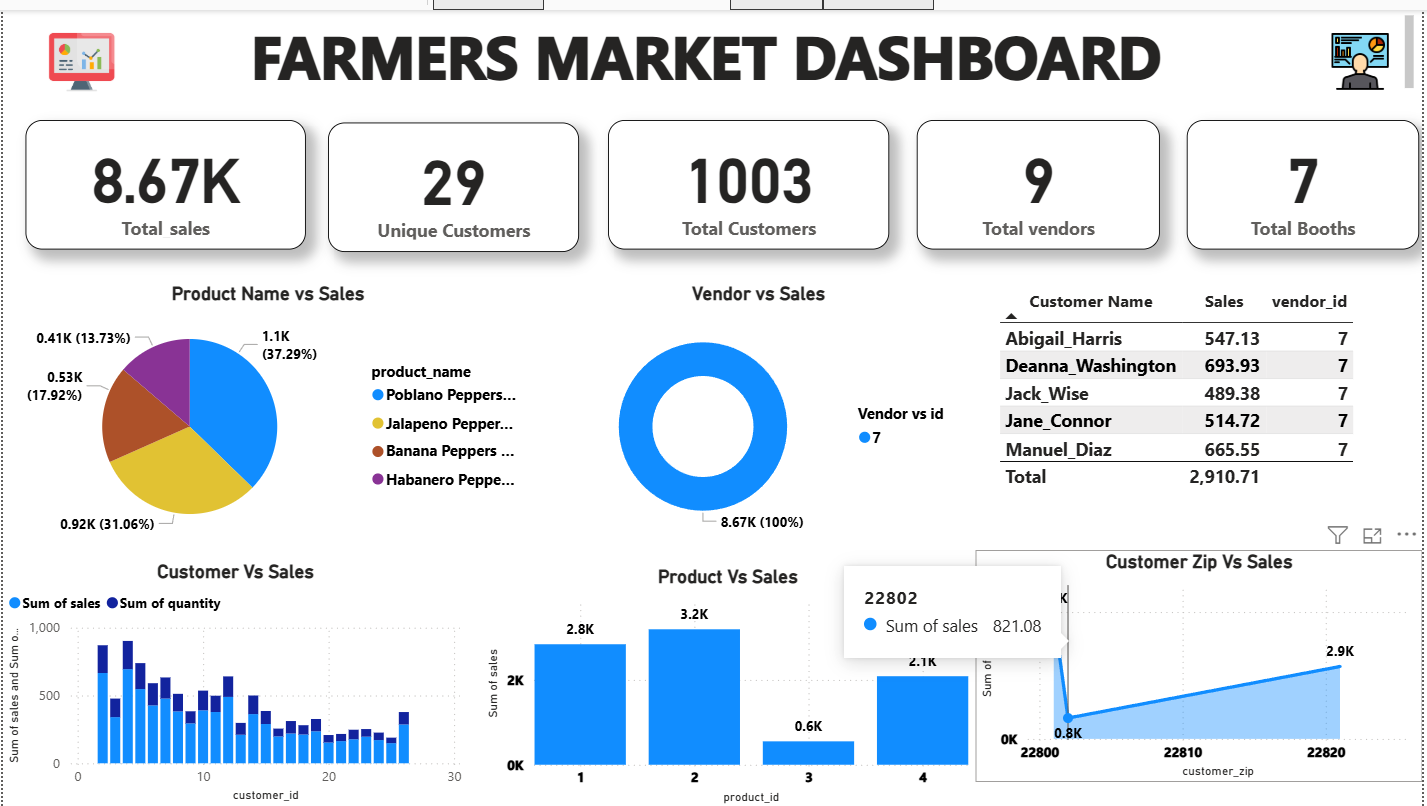 FARMERS MARKET DASHBOARD
8.67K
Total sales
29
Unique Customers
1003
Total Customers
9
Total vendors
7
Total Booths
Product Name vs Sales
0.41K (13.73%)
1.1K
(37.29%)
0.53K
(17.92%)
0.92K (31.06%)
product_name
Poblano Peppers...
Jalapeno Pepper...
Banana Peppers ...
Habanero Peppe...
Vendor vs Sales
8.67K (100%)
Vendor vs id
7
Customer Name Sales vendor_id
Abigail_Harris 547.13 7
Deanna_Washington 693.93 7
Jack_Wise 489.38 7
Jane_Connor 514.72 7
Manuel_Diaz 665.55 7
Total 2,910.71
Customer Vs Sales
Sum of sales Sum of quantity
Sum of sales and Sum o...
1,000
500
0
0 10 20 30
customer_id
Product Vs Sales
Sum of sales
2K
0K
2.8K
3.2K
0.6K
2.1K
1 2 3 4
product_id
Customer Zip Vs Sales
22802
Sum of sales 821.08
K
Sum of
2.9K
0K
0.8K
22800 22810 22820
customer_zip